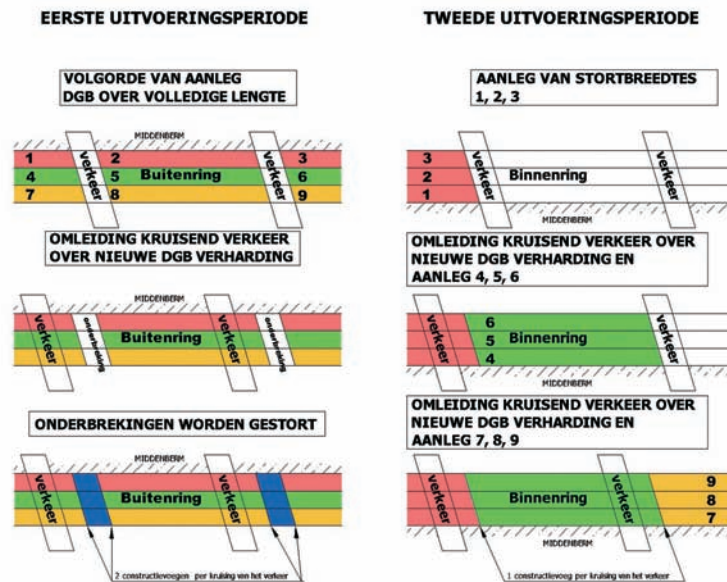 EERSTE UITVOERINGSPERIODE
VOLGORDE VAN AANLEG
DGB OVER VOLLEDIGE LENGTE
MIDDENBERM
1 verkeer 2 verkeer 3
4 5 Buitenring 6
7 8 9
OMLEIDING KRUISEND VERKEER
OVER NIEUWE DGB VERHARDING
MIDDENBERM
verkeer onderbreking Buitenring verkeer onderbreking
ONDERBREKINGEN WORDEN GESTORT
MIDDENBERM
verkeer Buitenring verkeer
2 constructievoegen per kruising van het verkeer
TWEEDE UITVOERINGSPERIODE
AANLEG VAN STORTBREEDTES
1, 2, 3
3 verkeer verkeer
2 Binnenring
1
MIDDENBERM
OMLEIDING KRUISEND VERKEER OVER
NIEUWE DGB VERHARDING EN
AANLEG 4, 5, 6
verkeer 6 verkeer
5 Binnenring
4
MIDDENBERM
OMLEIDING KRUISEND VERKEER OVER
NIEUWE DGB VERHARDING EN
AANLEG 7, 8, 9
verkeer verkeer 9
Binnenring 8
7
MIDDENBERM
1 constructievoeg per kruising van het verkeer